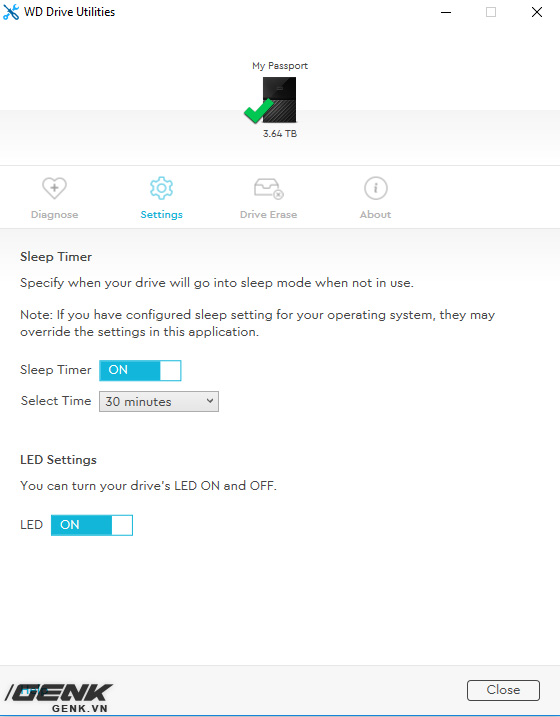 WD Drive Utilities
My Passport
3.64 TB
Diagnose
Settings
Drive Erase
About
Sleep Timer
Specify when your drive will go into sleep mode when not in use.
Note: If you have configured sleep setting for your operating system, they may
override the settings in this application.
Sleep Timer ON
Select Time 30 minutes
LED Settings
You can turn your drive's LED ON and OFF.
LED ON
GENK
GENK.VN
Close